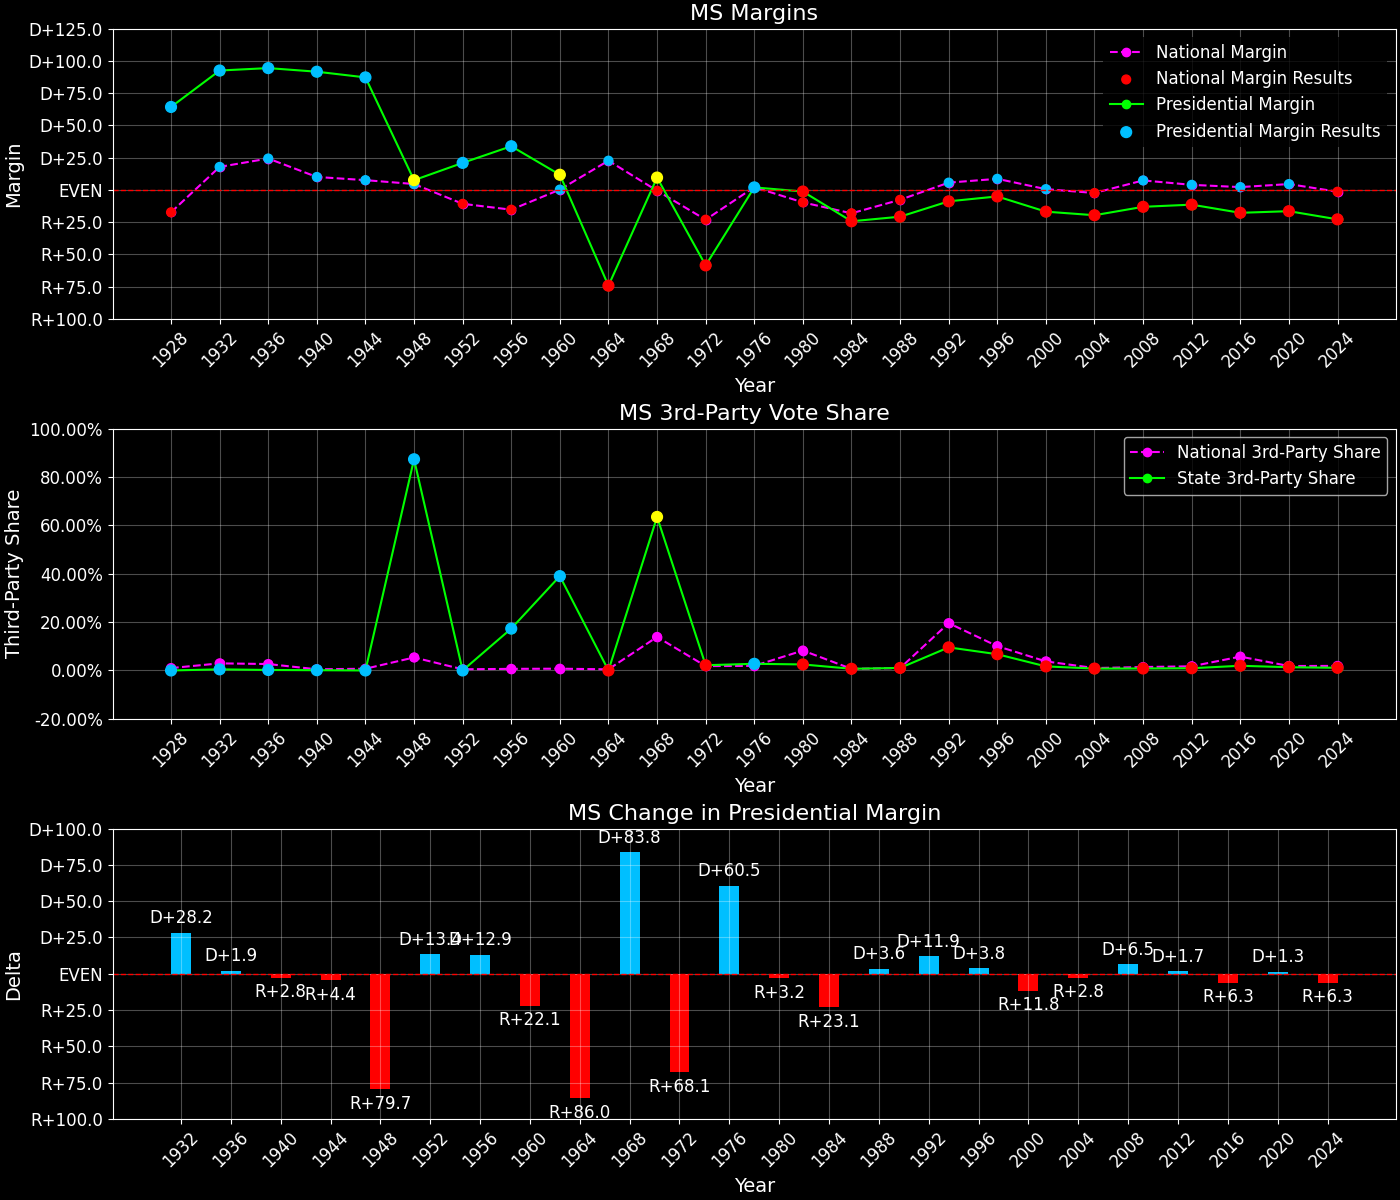 MS Margins
D+125.0
D+100.0
D+75.0
D+50.0
D+25.0
EVEN
R+25.0
R+50.0
R+75.0
R+100.0
Margin
National Margin
National Margin Results
Presidential Margin
Presidential Margin Results
1928 1932 1936 1940 1944 1948 1952 1956 1960 1964 1968 1972 1976 1980 1984 1988 1992 1996 2000 2004 2008 2012 2016 2020 2024
Year
MS 3rd-Party Vote Share
100.00%
80.00%
60.00%
40.00%
20.00%
0.00%
-20.00%
Third-Party Share
National 3rd-Party Share
State 3rd-Party Share
1928 1932 1936 1940 1944 1948 1952 1956 1960 1964 1968 1972 1976 1980 1984 1988 1992 1996 2000 2004 2008 2012 2016 2020 2024
Year
MS Change in Presidential Margin
D+100.0
D+75.0
D+50.0
D+25.0
EVEN
R+25.0
R+50.0
R+75.0
R+100.0
Delta
D+28.2
D+1.9
R+2.8
R+4.4
R+79.7
D+13.4
D+12.9
R+22.1
R+86.0
D+83.8
R+68.1
D+60.5
R+3.2
R+23.1
D+3.6
D+11.9
D+3.8
R+11.8
R+2.8
D+6.5
D+1.7
R+6.3
D+1.3
R+6.3
1932 1936 1940 1944 1948 1952 1956 1960 1964 1968 1972 1976 1980 1984 1988 1992 1996 2000 2004 2008 2012 2016 2020 2024
Year